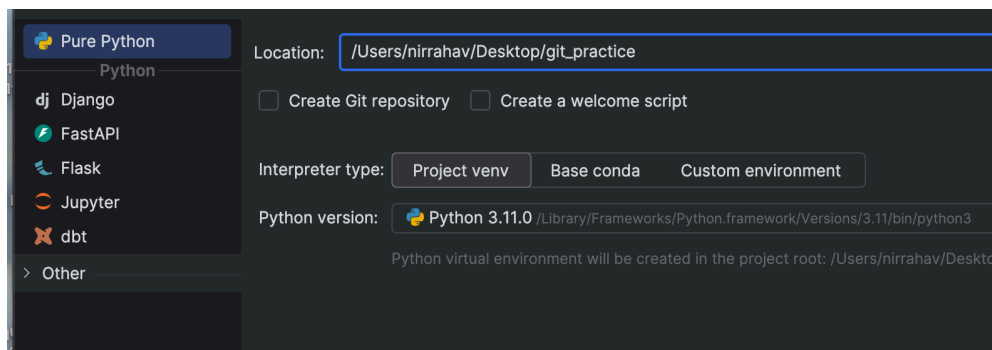 Pure Python
Python
Django
FastAPI
Flask
Jupyter
dbt
Other
Location: /Users/nirrahav/Desktop/git_practice
Create Git repository Create a welcome script
Interpreter type: Project venv Base conda Custom environment
Python version: Python 3.11.0 /Library/Frameworks/Python.framework/Versions/3.11/bin/python3
Python virtual environment will be created in the project root: /Users/nirrahav/Deskto